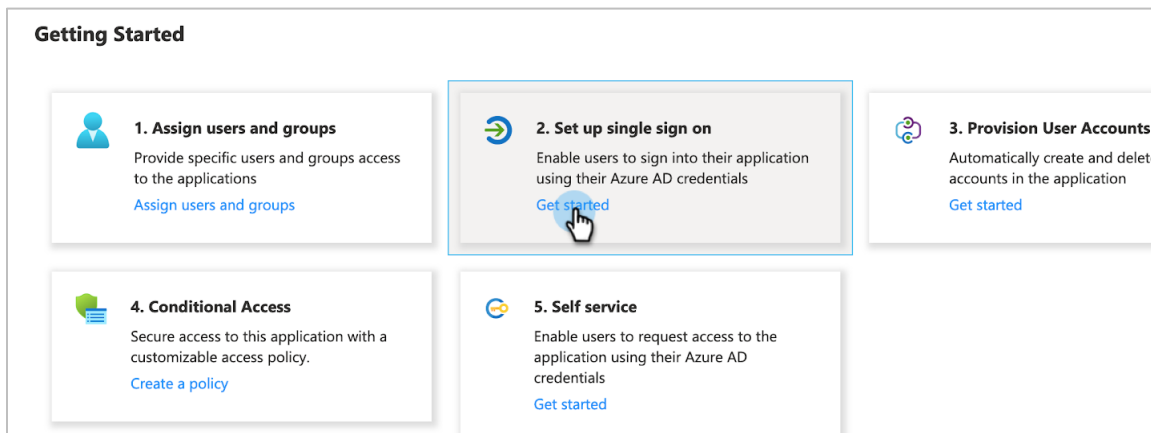 Getting Started
1. Assign users and groups
Provide specific users and groups access
to the applications
Assign users and groups
2. Set up single sign on
Enable users to sign into their application
using their Azure AD credentials
Get started
3. Provision User Accounts
Automatically create and delet
accounts in the application
Get started
4. Conditional Access
Secure access to this application with a
customizable access policy.
Create a policy
5. Self service
Enable users to request access to the
application using their Azure AD
credentials
Get started